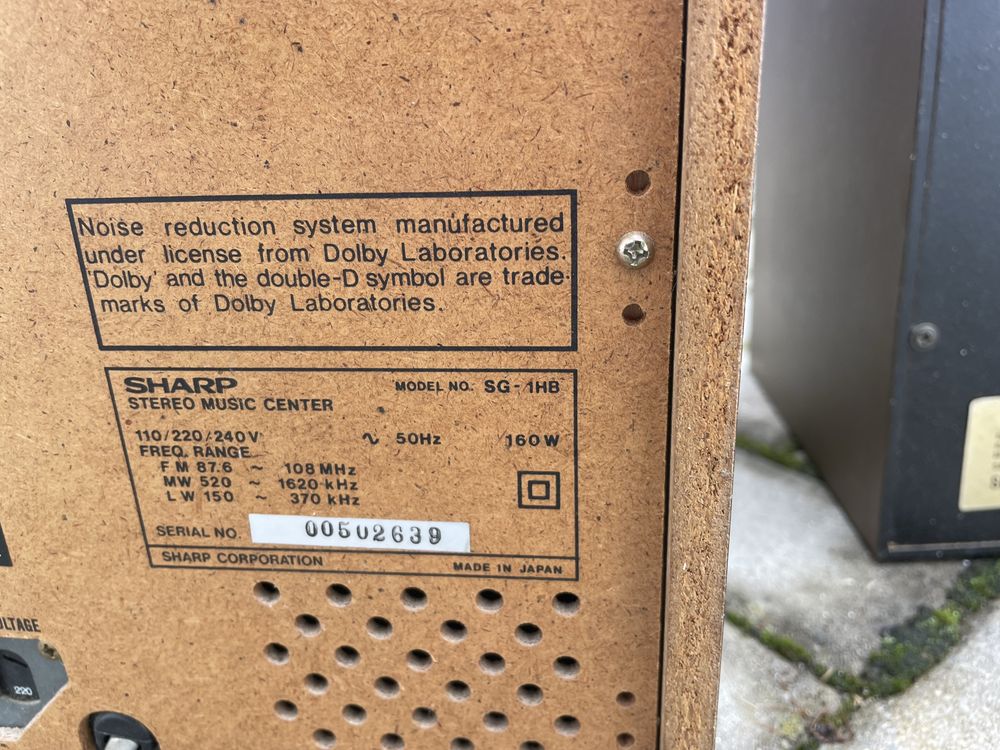 Noise reduction system manufactured
under license from Dolby Laboratories.
'Dolby' and the double-D symbol are trade-
marks of Dolby Laboratories.
SHARP
MODEL NO. SG-1HB
STEREO MUSIC CENTER
110/220/240V ∿ 50Hz 160W
FREQ. RANGE
FM 87.6 ~ 108 MHz
MW 520 ~ 1620 kHz
LW 150 ~ 370 kHz
SERIAL NO. 00502639
SHARP CORPORATION MADE IN JAPAN
220